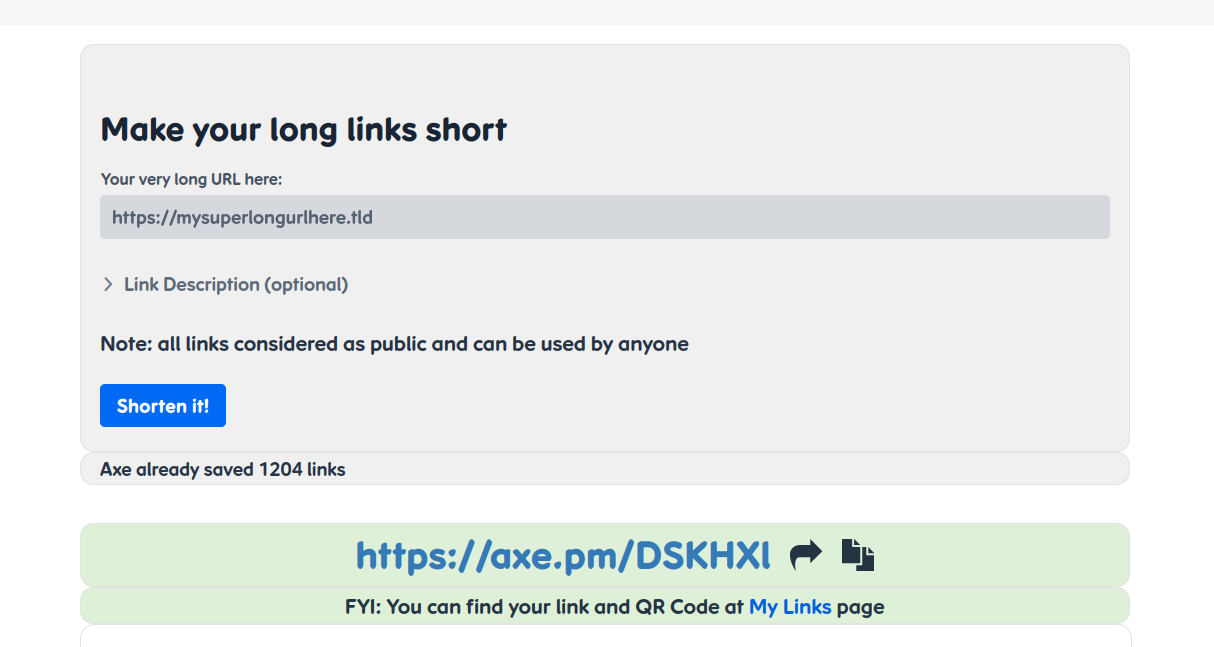 Make your long links short
Your very long URL here:
https://mysuperlongurlhere.tld
Link Description (optional)
Note: all links considered as public and can be used by anyone
Shorten it!
Axe already saved 1204 links
https://axe.pm/DSKHXl
FYI: You can find your link and QR Code at My Links page